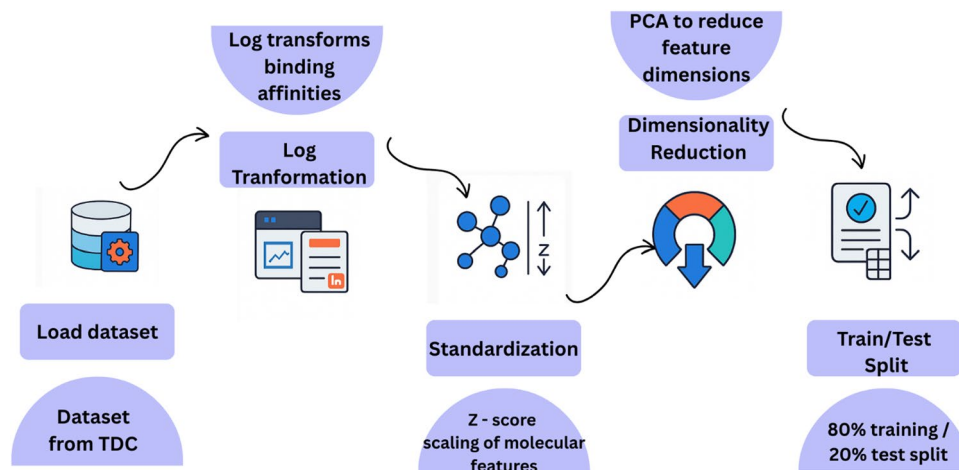 Log transforms
binding
affinities
PCA to reduce
feature
dimensions
Log
Tranformation
Dimensionality
Reduction
Z
ln
Load dataset
Standardization
Train/Test
Split
Dataset
from TDC
Z - score
scaling of molecular
features
80% training /
20% test split